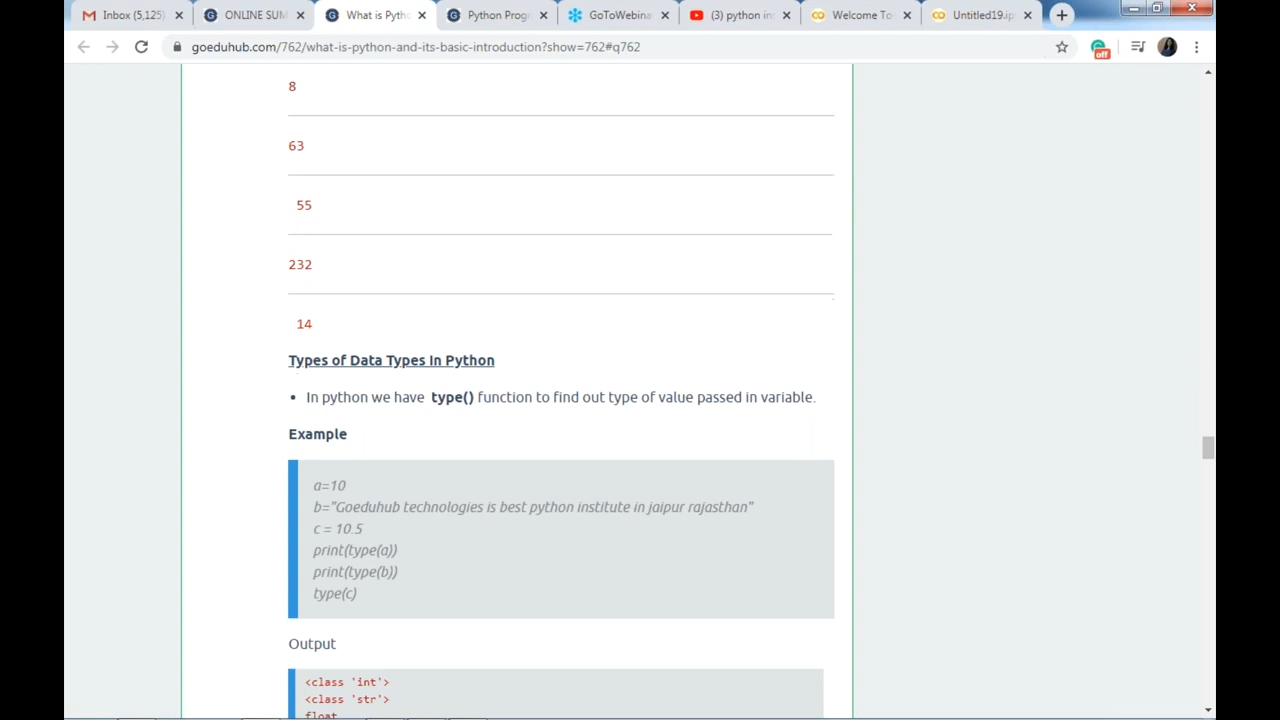 Inbox (5,125)
ONLINE SUM
What is Pyth
Python Prog
GoToWebina
(3) python in
Welcome To
Untitled19.ip
goeduhub.com/762/what-is-python-and-its-basic-introduction?show=762#q762
off
8
63
55
232
14
Types of Data Types In Python
• In python we have type() function to find out type of value passed in variable.
Example
a=10
b="Goeduhub technologies is best python institute in jaipur rajasthan"
c = 10.5
print(type(a))
print(type(b))
type(c)
Output
<class 'int'>
<class 'str'>
float